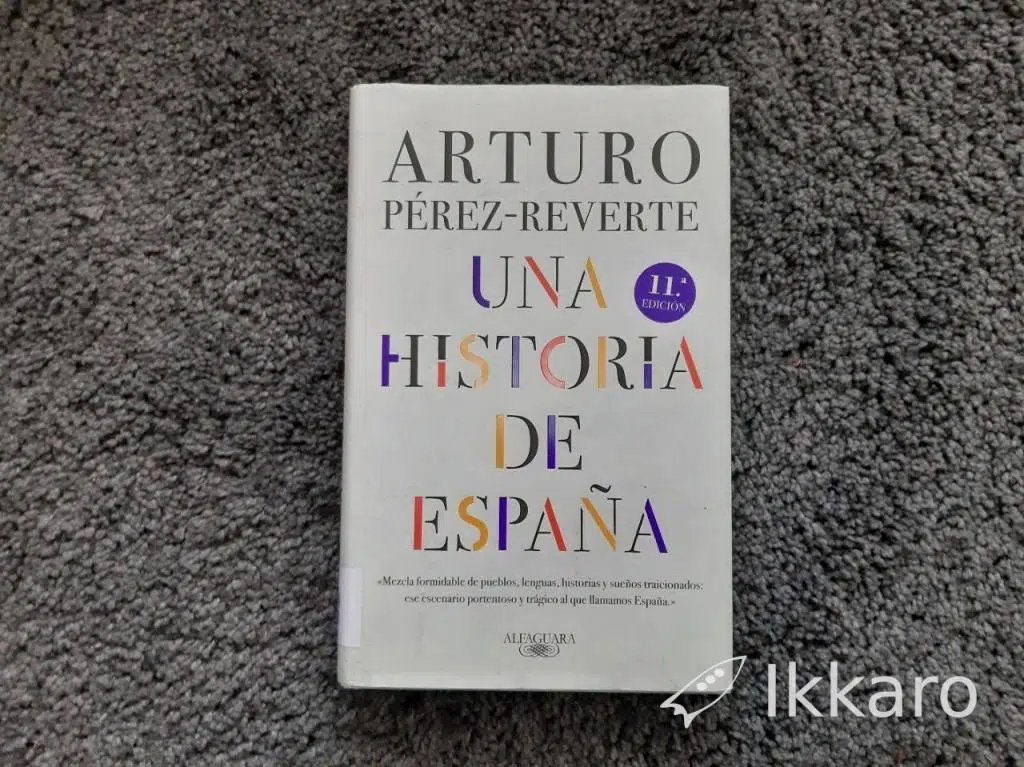 ARTURO
PÉREZ-REVERTE
UNA
11.ª
EDICIÓN
HISTORIA
DE
ESPAÑA
«Mezcla formidable de pueblos, lenguas, historias y sueños traicionados:
ese escenario portentoso y trágico al que llamamos España.»
ALFAGUARA
Ikkaro